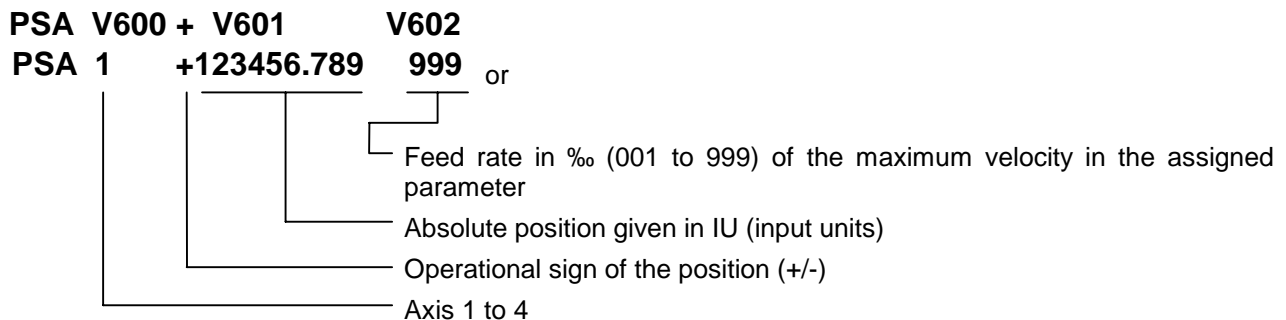 PSA V600 + V601 V602
PSA 1 +123456.789 999 or
Feed rate in ‰ (001 to 999) of the maximum velocity in the assigned
parameter
Absolute position given in IU (input units)
Operational sign of the position (+/-)
Axis 1 to 4